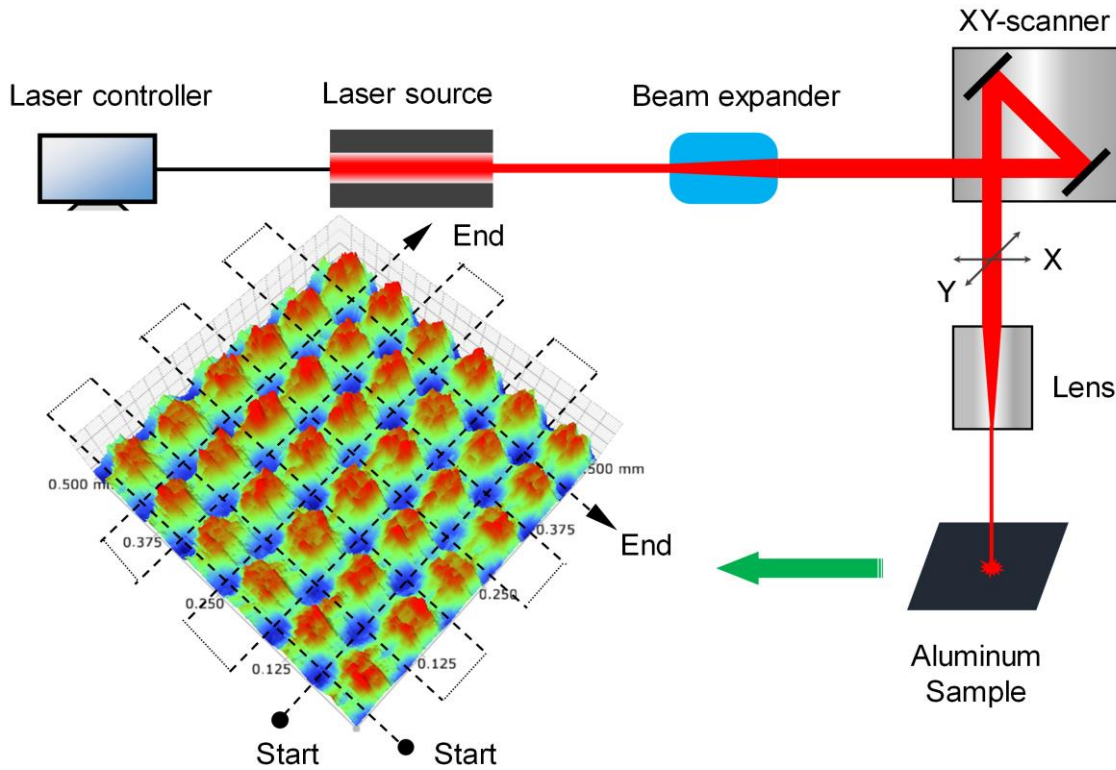 XY-scanner
Laser controller
Laser source
Beam expander
End
X
Y
Lens
0.500 mm
.500 mm
0.375
0.375
End
0.250
0.250
0.125
0.125
Aluminum
Sample
Start
Start